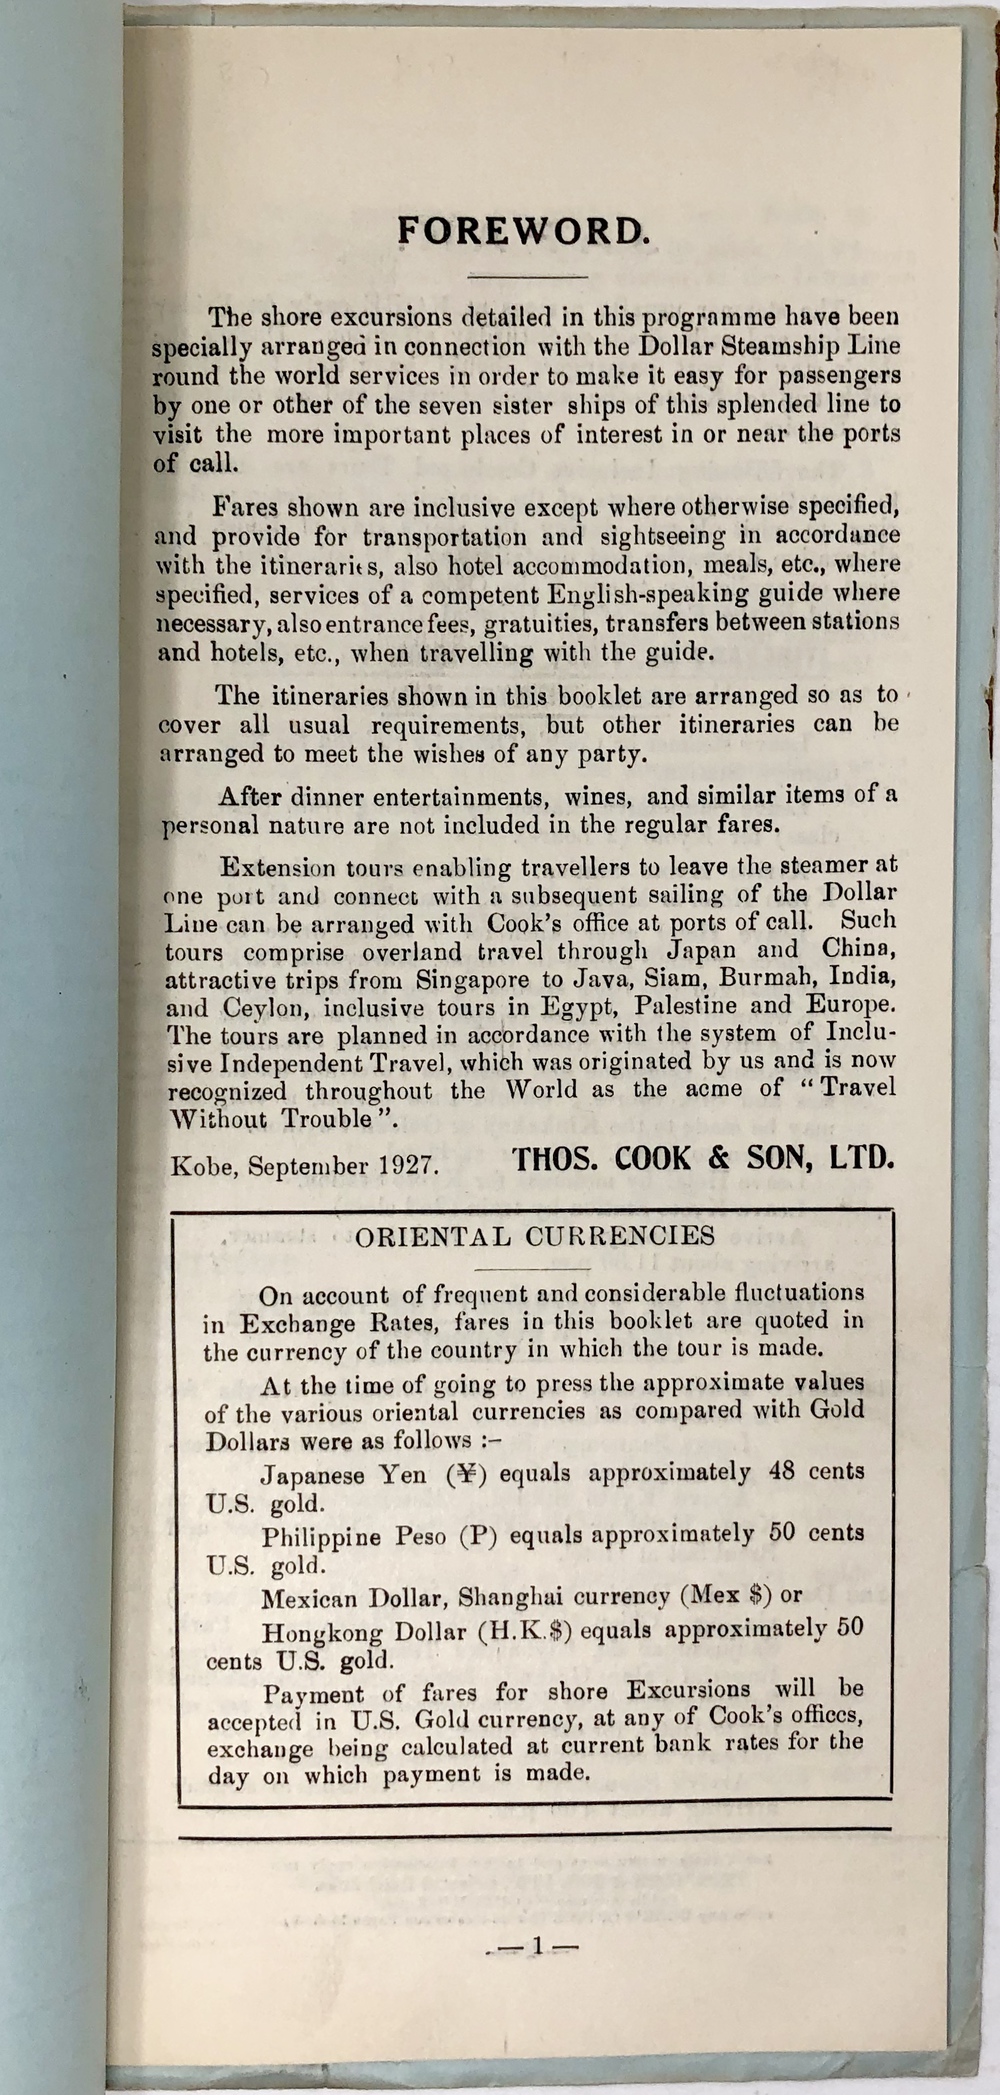 FOREWORD.
The shore excursions detailed in this programme have been
specially arranged in connection with the Dollar Steamship Line
round the world services in order to make it easy for passengers
by one or other of the seven sister ships of this splended line to
visit the more important places of interest in or near the ports
of call.
Fares shown are inclusive except where otherwise specified,
and provide for transportation and sightseeing in accordance
with the itineraries, also hotel accommodation, meals, etc., where
specified, services of a competent English-speaking guide where
necessary, also entrance fees, gratuities, transfers between stations
and hotels, etc., when travelling with the guide.
The itineraries shown in this booklet are arranged so as to
cover all usual requirements, but other itineraries can be
arranged to meet the wishes of any party.
After dinner entertainments, wines, and similar items of a
personal nature are not included in the regular fares.
Extension tours enabling travellers to leave the steamer at
one port and connect with a subsequent sailing of the Dollar
Line can be arranged with Cook's office at ports of call. Such
tours comprise overland travel through Japan and China,
attractive trips from Singapore to Java, Siam, Burmah, India,
and Ceylon, inclusive tours in Egypt, Palestine and Europe.
The tours are planned in accordance with the system of Inclu-
sive Independent Travel, which was originated by us and is now
recognized throughout the World as the acme of "Travel
Without Trouble".
Kobe, September 1927. THOS. COOK & SON, LTD.
ORIENTAL CURRENCIES
On account of frequent and considerable fluctuations
in Exchange Rates, fares in this booklet are quoted in
the currency of the country in which the tour is made.
At the time of going to press the approximate values
of the various oriental currencies as compared with Gold
Dollars were as follows :-
Japanese Yen (¥) equals approximately 48 cents
U.S. gold.
Philippine Peso (P) equals approximately 50 cents
U.S. gold.
Mexican Dollar, Shanghai currency (Mex $) or
Hongkong Dollar (H.K.$) equals approximately 50
cents U.S. gold.
Payment of fares for shore Excursions will be
accepted in U.S. Gold currency, at any of Cook's offices,
exchange being calculated at current bank rates for the
day on which payment is made.
— 1 —